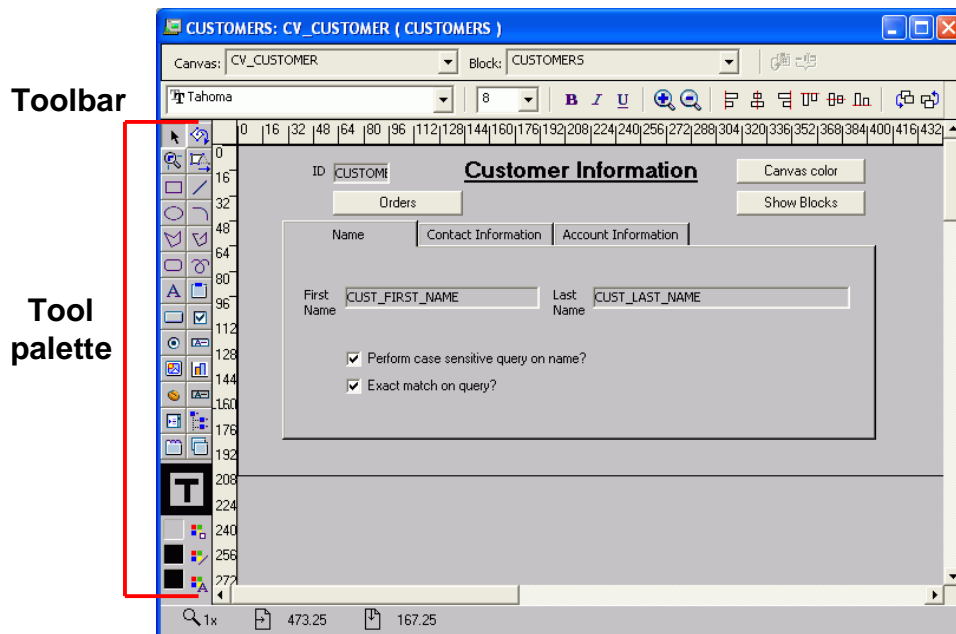 CUSTOMERS: CV_CUSTOMER ( CUSTOMERS )
Canvas: CV_CUSTOMER Block: CUSTOMERS
Toolbar
Tahoma 8 B I U
0 16 32 48 64 80 96 112 128 144 160 176 192 208 224 240 256 272 288 304 320 336 352 368 384 400 416 432
0
16
32
48
64
80
96
112
128
144
160
176
192
208
224
240
256
272
ID CUSTOME Customer Information Canvas color
Orders Show Blocks
Name Contact Information Account Information
First Name CUST_FIRST_NAME Last Name CUST_LAST_NAME
Perform case sensitive query on name?
Exact match on query?
Tool
palette
A
T
A
1x 473.25 167.25